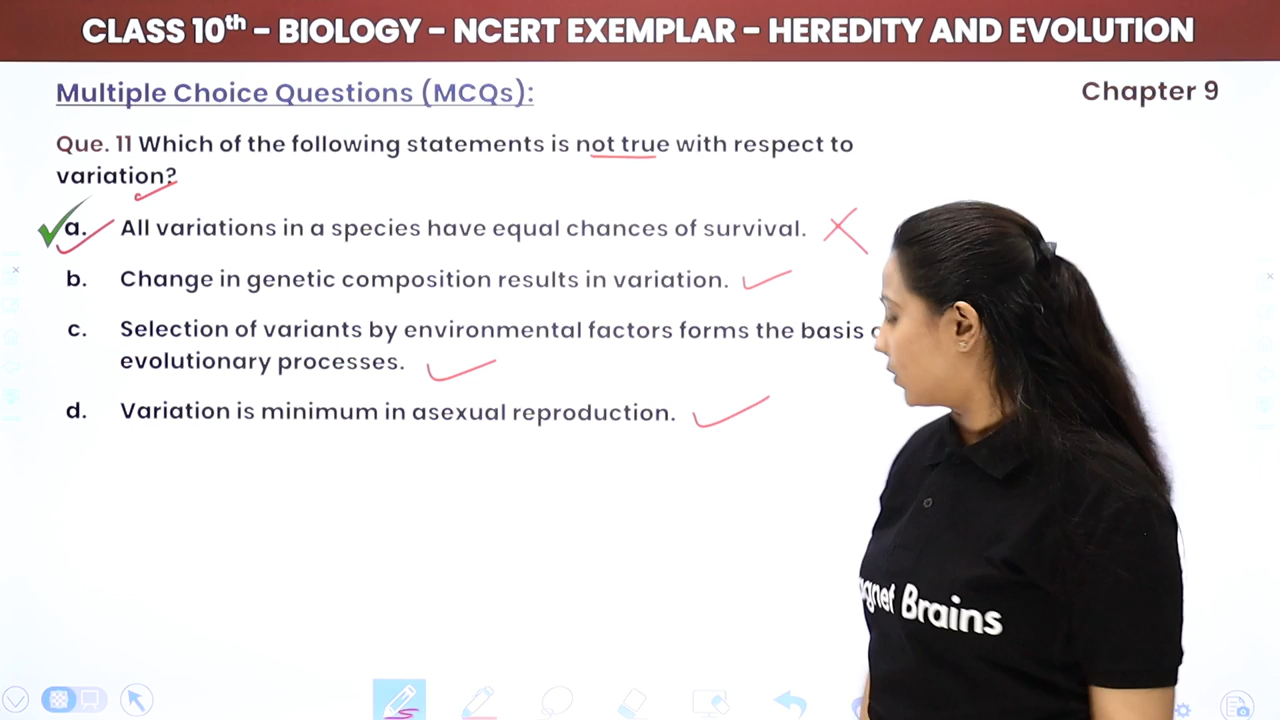 CLASS 10th – BIOLOGY – NCERT EXEMPLAR – HEREDITY AND EVOLUTION
Multiple Choice Questions (MCQs):
Chapter 9
Que. 11 Which of the following statements is not true with respect to
variation?
a. All variations in a species have equal chances of survival.
b. Change in genetic composition results in variation.
c. Selection of variants by environmental factors forms the basis
evolutionary processes.
d. Variation is minimum in asexual reproduction.
Brains